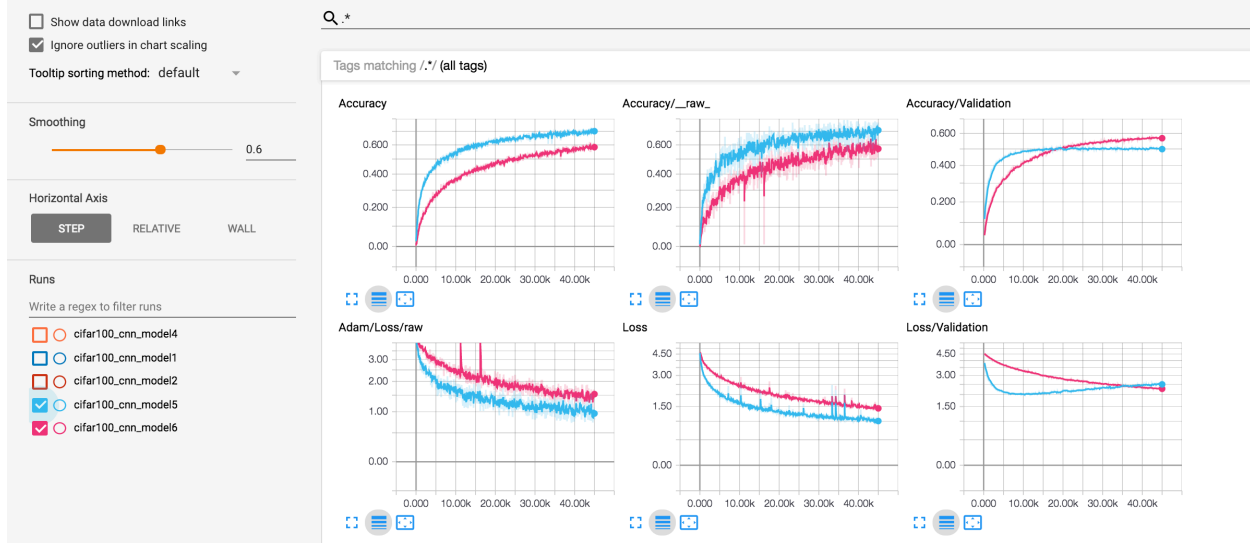 Show data download links
Ignore outliers in chart scaling
Tooltip sorting method: default
Smoothing
0.6
Horizontal Axis
STEP RELATIVE WALL
Runs
Write a regex to filter runs
cifar100_cnn_model4
cifar100_cnn_model1
cifar100_cnn_model2
cifar100_cnn_model5
cifar100_cnn_model6
.*
Tags matching /.*/ (all tags)
Accuracy
0.600
0.400
0.200
0.00
0.000 10.00k 20.00k 30.00k 40.00k
Accuracy/__raw_
0.600
0.400
0.200
0.00
0.000 10.00k 20.00k 30.00k 40.00k
Accuracy/Validation
0.600
0.400
0.200
0.00
0.000 10.00k 20.00k 30.00k 40.00k
Adam/Loss/raw
3.00
2.00
1.00
0.00
0.000 10.00k 20.00k 30.00k 40.00k
Loss
4.50
3.00
1.50
0.00
0.000 10.00k 20.00k 30.00k 40.00k
Loss/Validation
4.50
3.00
1.50
0.00
0.000 10.00k 20.00k 30.00k 40.00k